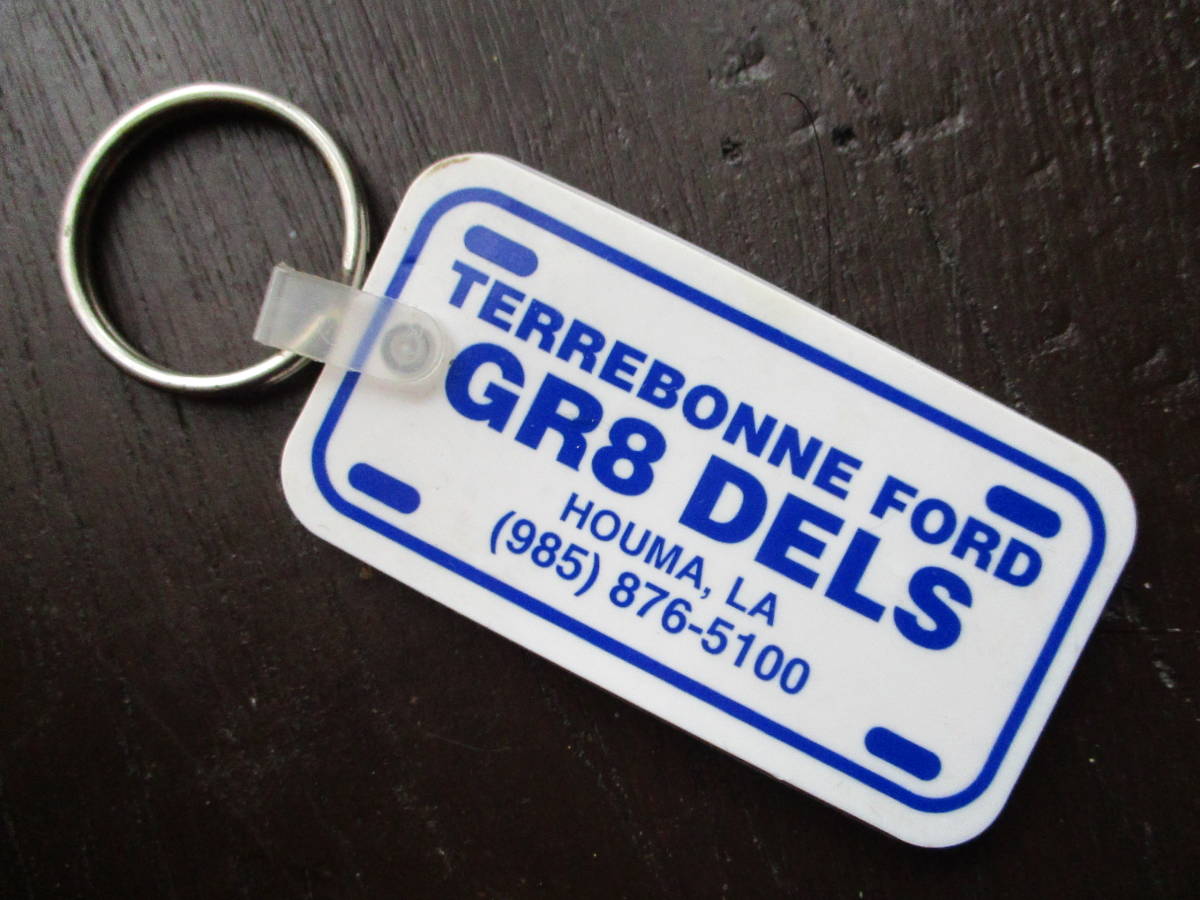 TERREBONNE FORD
GR8 DELS
HOUMA, LA
(985) 876-5100